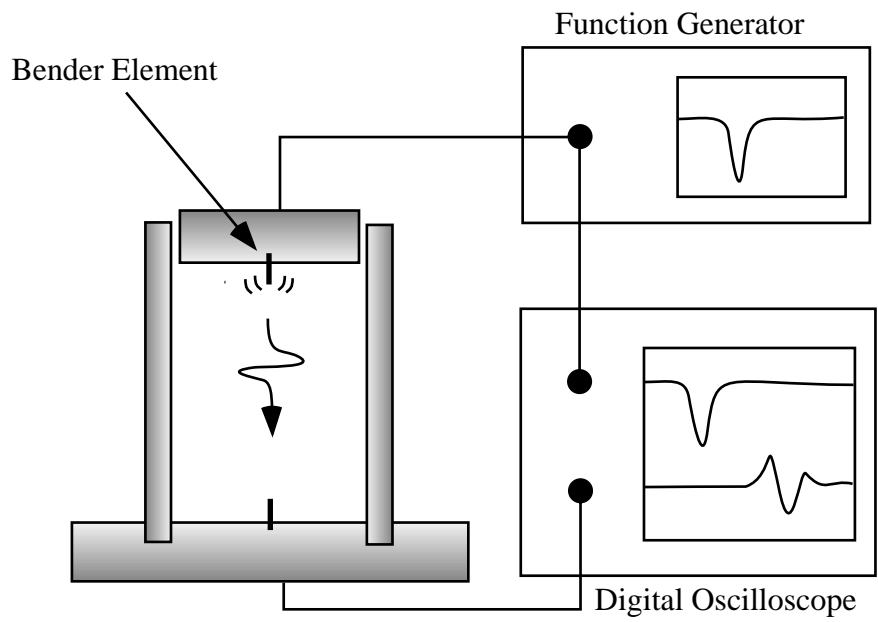 Function Generator
Bender Element
Digital Oscilloscope